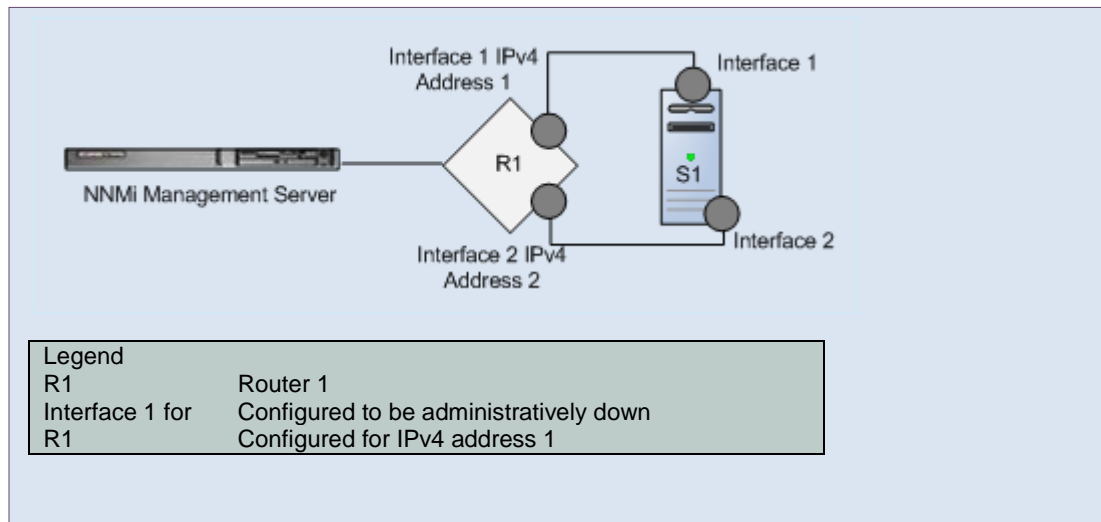 Interface 1 IPv4
Address 1
Interface 1
R1
S1
NNMi Management Server
Interface 2
Interface 2 IPv4
Address 2
Legend
R1 Router 1
Interface 1 for Configured to be administratively down
R1 Configured for IPv4 address 1